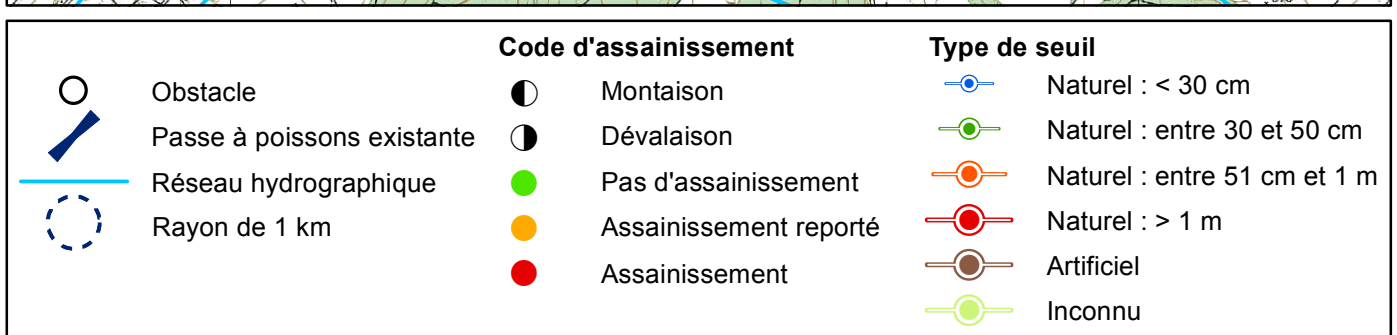 Obstacle
Passe à poissons existante
Réseau hydrographique
Rayon de 1 km
Code d'assainissement
Montaison
Dévalaison
Pas d'assainissement
Assainissement reporté
Assainissement
Type de seuil
Naturel : < 30 cm
Naturel : entre 30 et 50 cm
Naturel : entre 51 cm et 1 m
Naturel : > 1 m
Artificiel
Inconnu